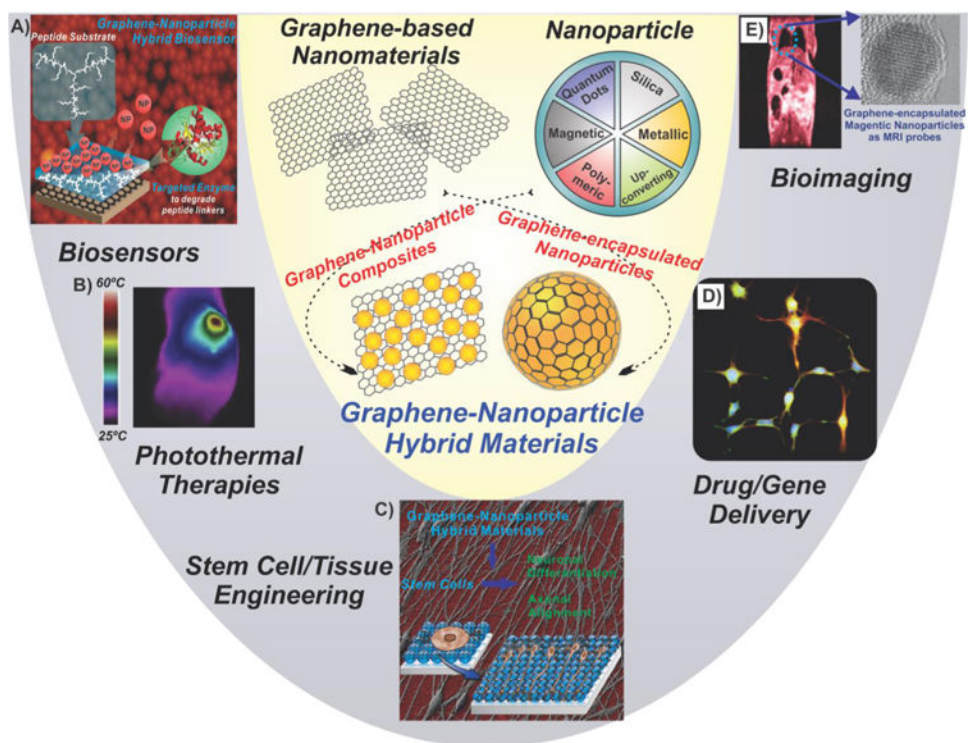 A)
Graphene-Nanoparticle
Hybrid Biosensor
Peptide Substrate
NP
NP
NP
NP
Targeted Enzyme
to degrade
peptide linkers
Biosensors
Graphene-based
Nanomaterials
Nanoparticle
Quantum
Dots
Silica
Magnetic
Metallic
Poly-
meric
Up-
converting
Graphene-Nanoparticle
Composites
Graphene-encapsulated
Nanoparticles
Graphene-Nanoparticle
Hybrid Materials
E)
Graphene-encapsulated
Magentic Nanoparticles
as MRI probes
Bioimaging
B)
60ºC
25ºC
Photothermal
Therapies
D)
Drug/Gene
Delivery
C)
Graphene-Nanoparticle
Hybrid Materials
Stem Cells
Neuronal
Differentiation
Axonal
Alignment
Stem Cell/Tissue
Engineering